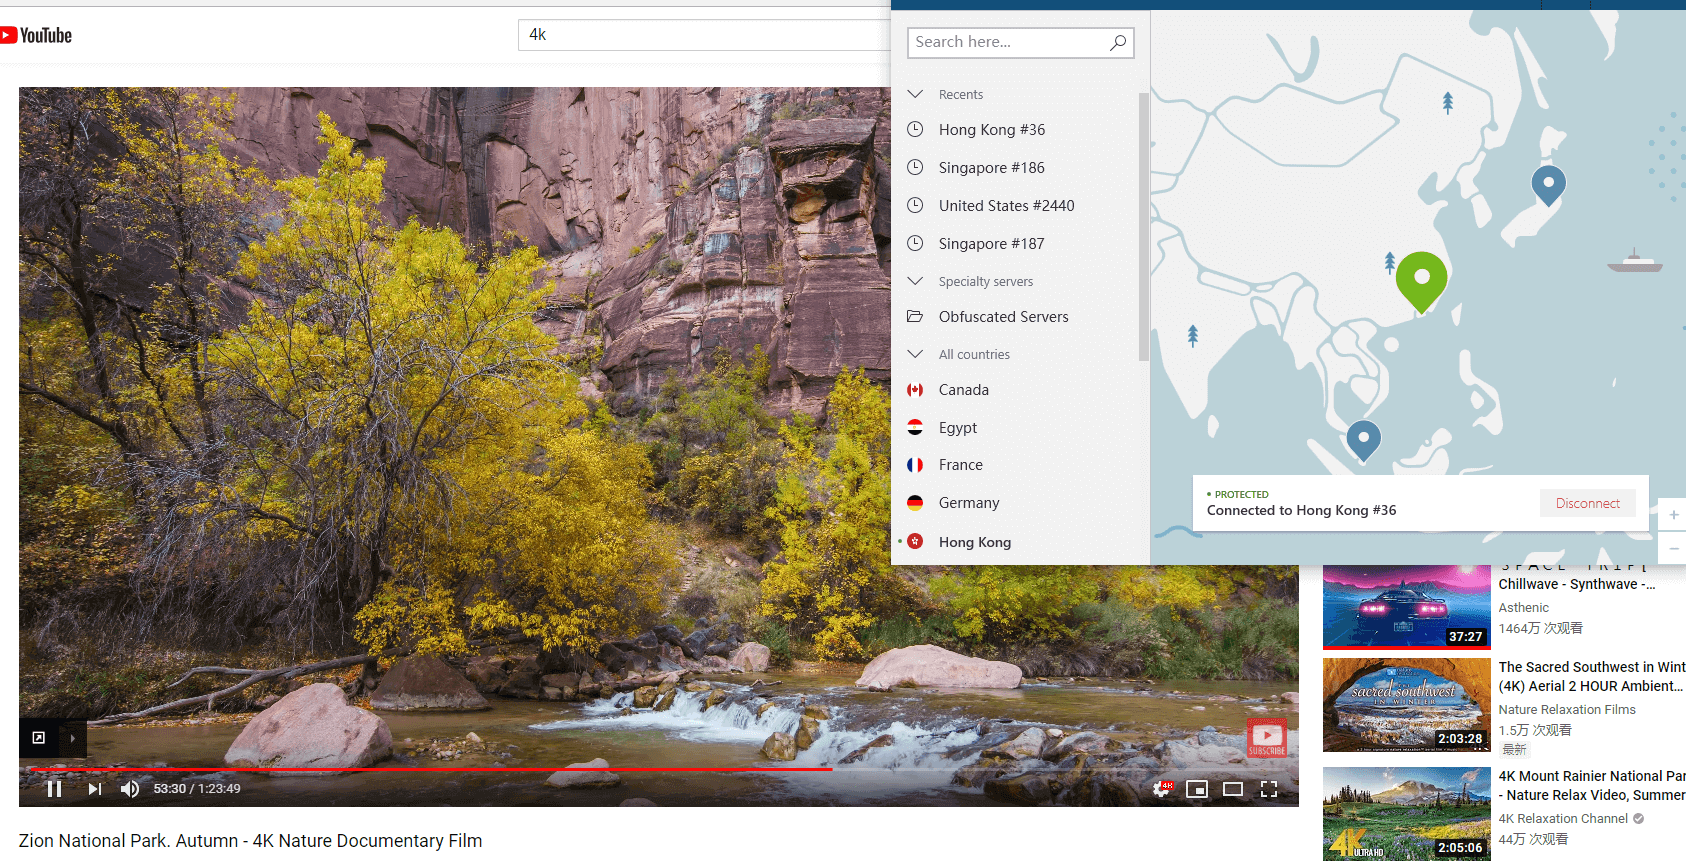 YouTube
4k
Search here...
Recents
Hong Kong #36
Singapore #186
United States #2440
Singapore #187
Specialty servers
Obfuscated Servers
All countries
Canada
Egypt
France
Germany
Hong Kong
PROTECTED
Connected to Hong Kong #36
Disconnect
SUBSCRIBE
53:30 / 1:23:49
4K
Zion National Park. Autumn - 4K Nature Documentary Film
37:27
SPACE TRIP [
Chillwave - Synthwave -...
Asthenic
1464万 次观看
sacred southwest
IN WINTER
2:03:28
The Sacred Southwest in Wint
(4K) Aerial 2 HOUR Ambient...
Nature Relaxation Films
1.5万 次观看
最新
4K
ULTRA HD
2:05:06
4K Mount Rainier National Par
- Nature Relax Video, Summer
4K Relaxation Channel
44万 次观看